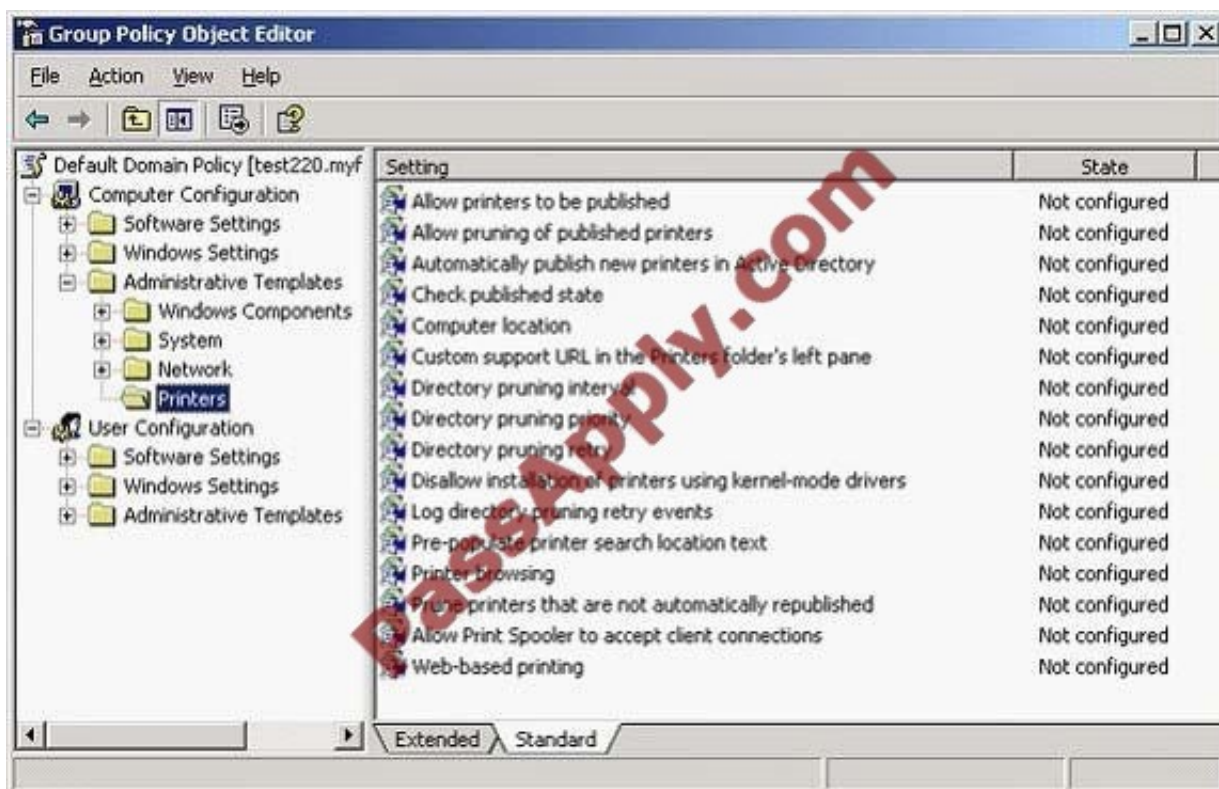 Group Policy Object Editor
File Action View Help
Default Domain Policy [test220.myf
Computer Configuration
Software Settings
Windows Settings
Administrative Templates
Windows Components
System
Network
Printers
User Configuration
Software Settings
Windows Settings
Administrative Templates
Setting State
Allow printers to be published Not configured
Allow pruning of published printers Not configured
Automatically publish new printers in Active Directory Not configured
Check published state Not configured
Computer location Not configured
Custom support URL in the Printers folder's left pane Not configured
Directory pruning interval Not configured
Directory pruning priority Not configured
Directory pruning retry Not configured
Disallow installation of printers using kernel-mode drivers Not configured
Log directory pruning retry events Not configured
Pre-populate printer search location text Not configured
Printer browsing Not configured
Prune printers that are not automatically republished Not configured
Allow Print Spooler to accept client connections Not configured
Web-based printing Not configured
Extended Standard
PassApply.com